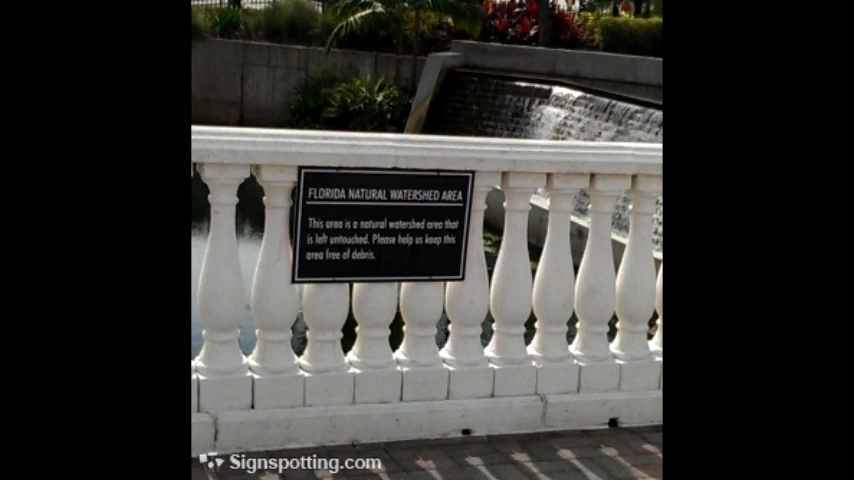 FLORIDA NATURAL WATERSHED AREA
This area is a natural watershed area that
is left untouched. Please help us keep this
area free of debris.
Signspotting.com